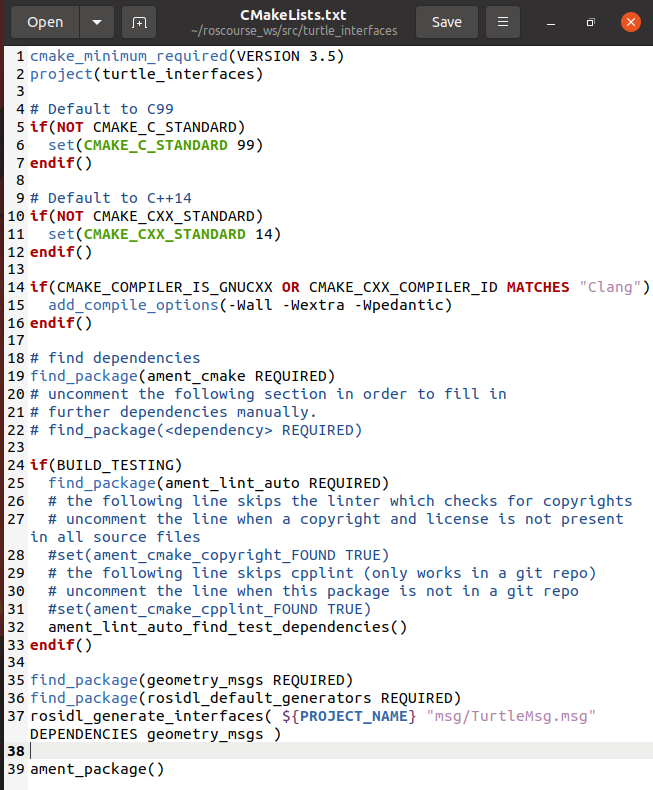 Open
CMakeLists.txt
~/roscourse_ws/src/turtle_interfaces
Save
1 cmake_minimum_required(VERSION 3.5)
2 project(turtle_interfaces)
3
4 # Default to C99
5 if(NOT CMAKE_C_STANDARD)
6   set(CMAKE_C_STANDARD 99)
7 endif()
8
9 # Default to C++14
10 if(NOT CMAKE_CXX_STANDARD)
11   set(CMAKE_CXX_STANDARD 14)
12 endif()
13
14 if(CMAKE_COMPILER_IS_GNUCXX OR CMAKE_CXX_COMPILER_ID MATCHES "Clang")
15   add_compile_options(-Wall -Wextra -Wpedantic)
16 endif()
17
18 # find dependencies
19 find_package(ament_cmake REQUIRED)
20 # uncomment the following section in order to fill in
21 # further dependencies manually.
22 # find_package(<dependency> REQUIRED)
23
24 if(BUILD_TESTING)
25   find_package(ament_lint_auto REQUIRED)
26   # the following line skips the linter which checks for copyrights
27   # uncomment the line when a copyright and license is not present
in all source files
28   #set(ament_cmake_copyright_FOUND TRUE)
29   # the following line skips cpplint (only works in a git repo)
30   # uncomment the line when this package is not in a git repo
31   #set(ament_cmake_cpplint_FOUND TRUE)
32   ament_lint_auto_find_test_dependencies()
33 endif()
34
35 find_package(geometry_msgs REQUIRED)
36 find_package(rosidl_default_generators REQUIRED)
37 rosidl_generate_interfaces( ${PROJECT_NAME} "msg/TurtleMsg.msg"
DEPENDENCIES geometry_msgs )
38
39 ament_package()